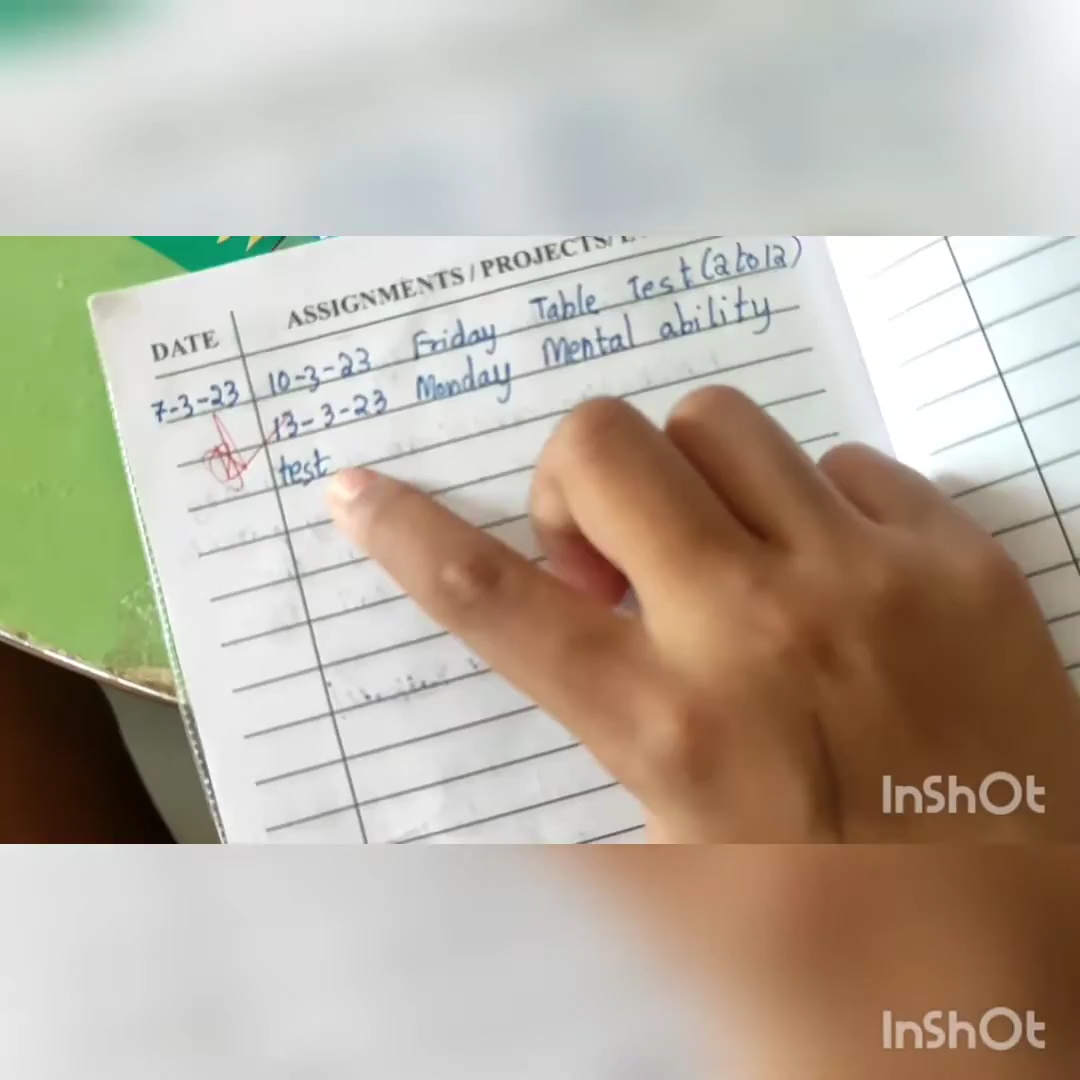 DATE ASSIGNMENTS / PROJECTS/
7-3-23 10-3-23 Friday Table Test (2 to 12)
13-3-23 Monday Mental ability
test
InShOt
InShOt